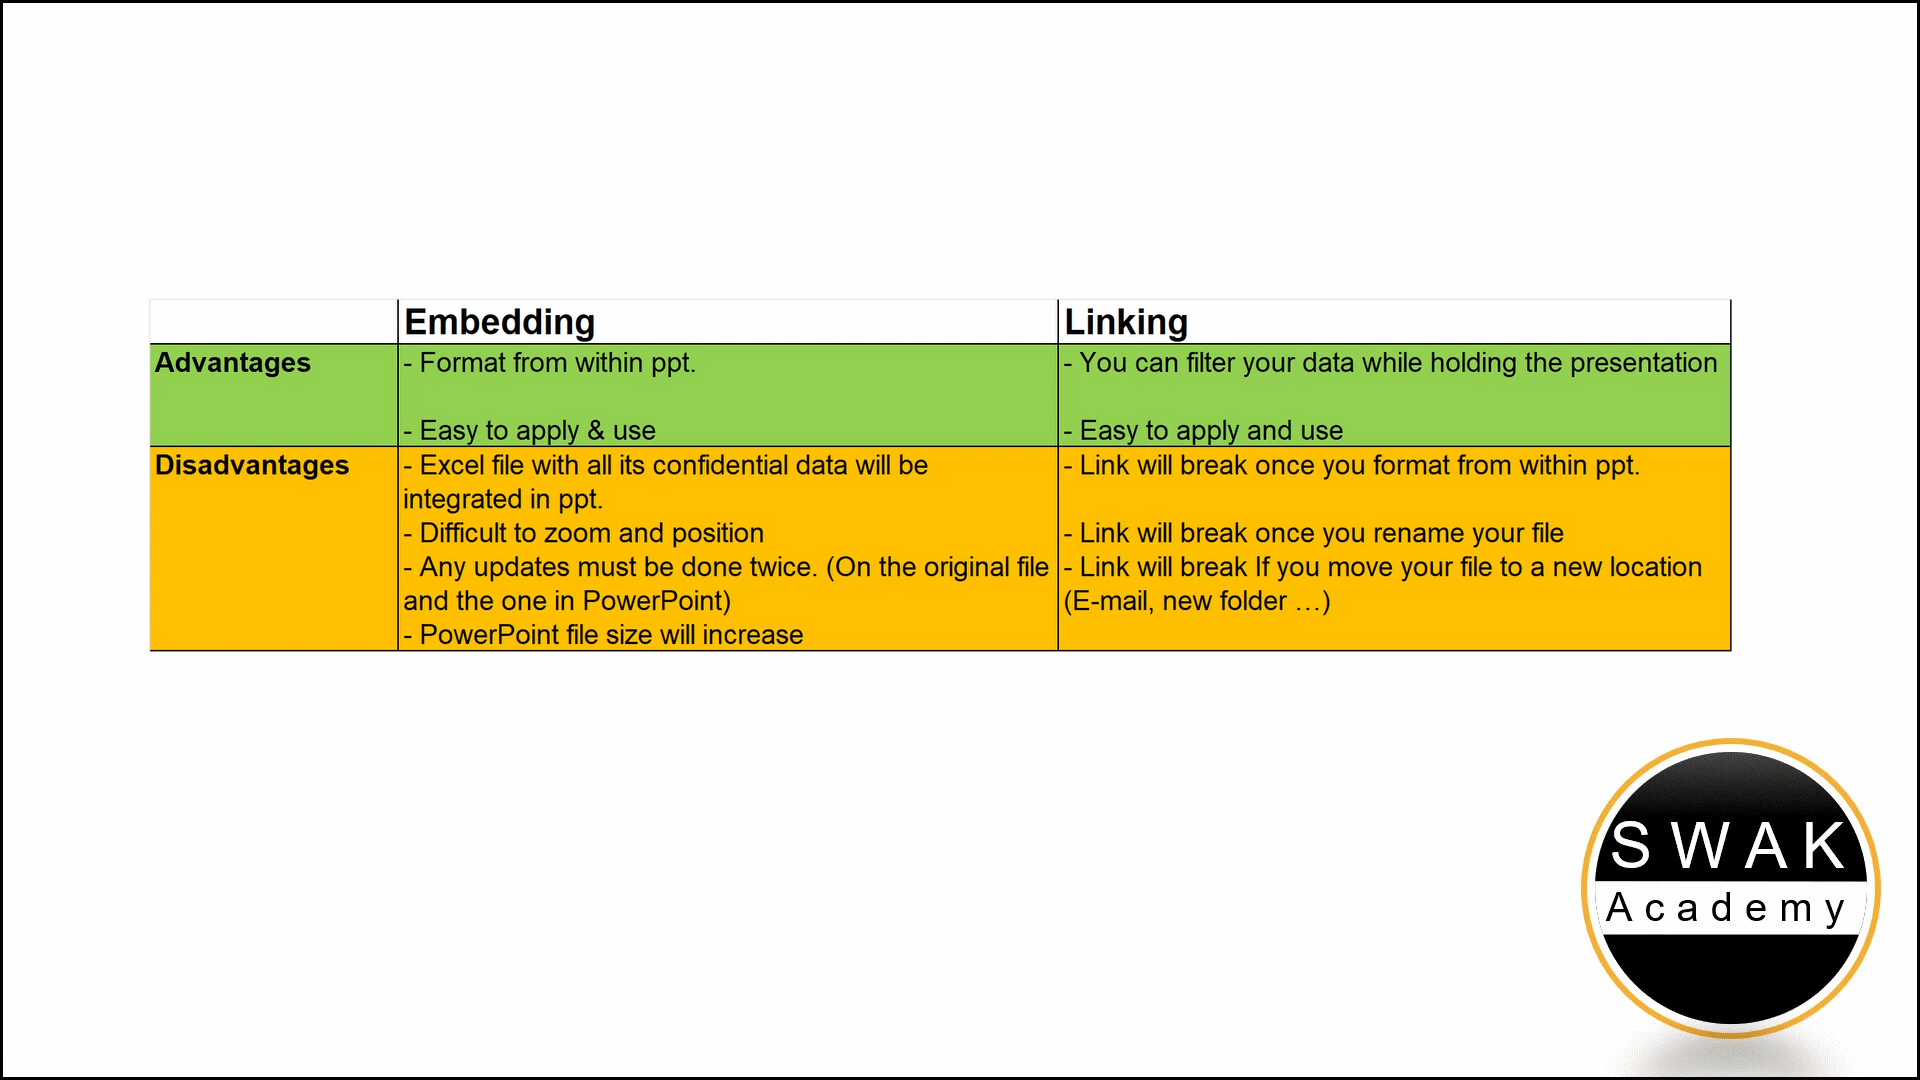 Embedding
Linking
Advantages
- Format from within ppt.
- Easy to apply & use
- You can filter your data while holding the presentation
- Easy to apply and use
Disadvantages
- Excel file with all its confidential data will be
integrated in ppt.
- Difficult to zoom and position
- Any updates must be done twice. (On the original file
and the one in PowerPoint)
- PowerPoint file size will increase
- Link will break once you format from within ppt.
- Link will break once you rename your file
- Link will break If you move your file to a new location
(E-mail, new folder …)
SWAK
Academy